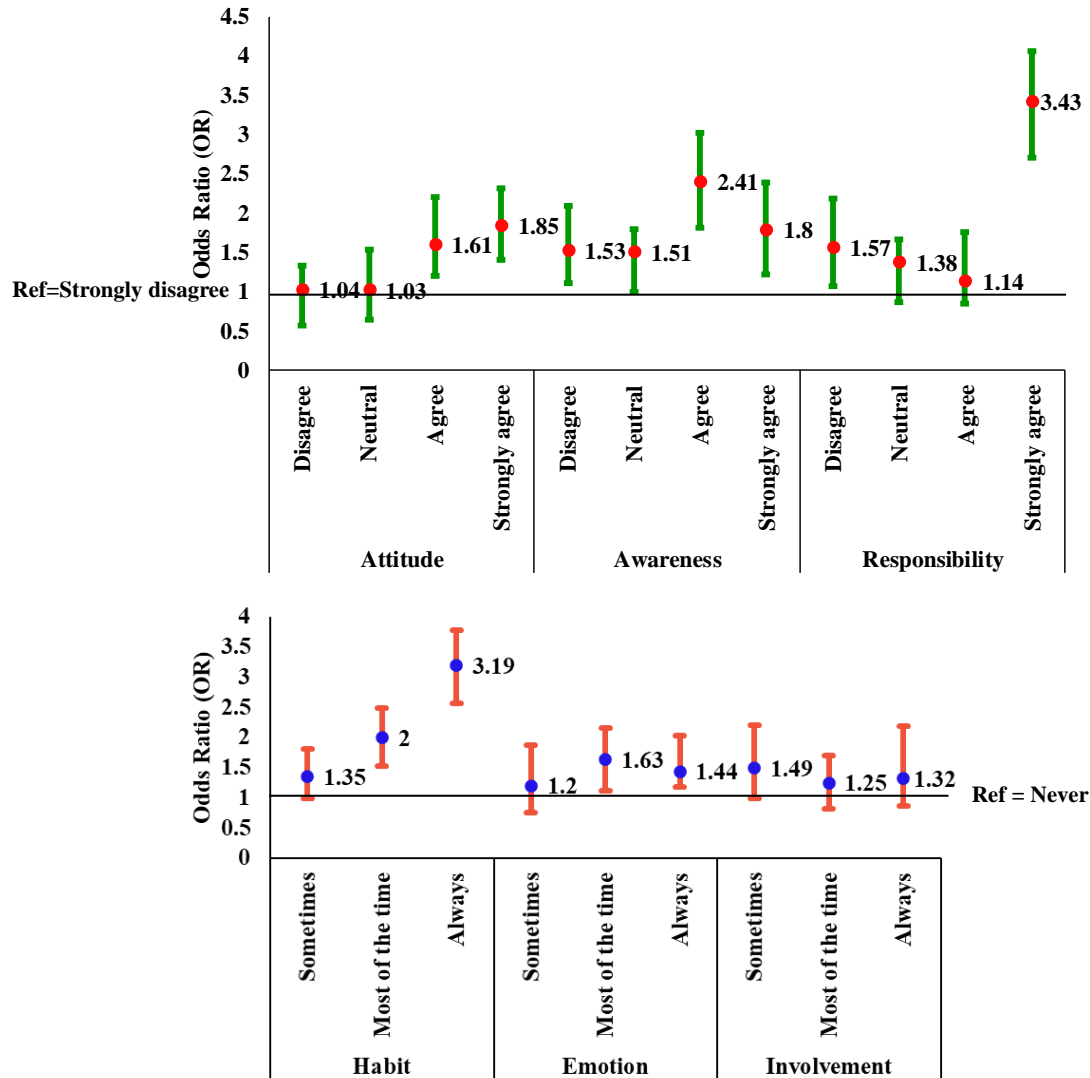 4.5
4
3.5
3
2.5
2
1.5
1
0.5
0
Odds Ratio (OR)
Ref=Strongly disagree
1.04
1.03
1.61
1.85
1.53
1.51
2.41
1.8
1.57
1.38
1.14
3.43
Disagree
Neutral
Agree
Strongly agree
Disagree
Neutral
Agree
Strongly agree
Disagree
Neutral
Agree
Strongly agree
Attitude
Awareness
Responsibility
4
3.5
3
2.5
2
1.5
1
0.5
0
Odds Ratio (OR)
1.35
2
3.19
1.2
1.63
1.44
1.49
1.25
1.32
Ref = Never
Sometimes
Most of the time
Always
Sometimes
Most of the time
Always
Sometimes
Most of the time
Always
Habit
Emotion
Involvement